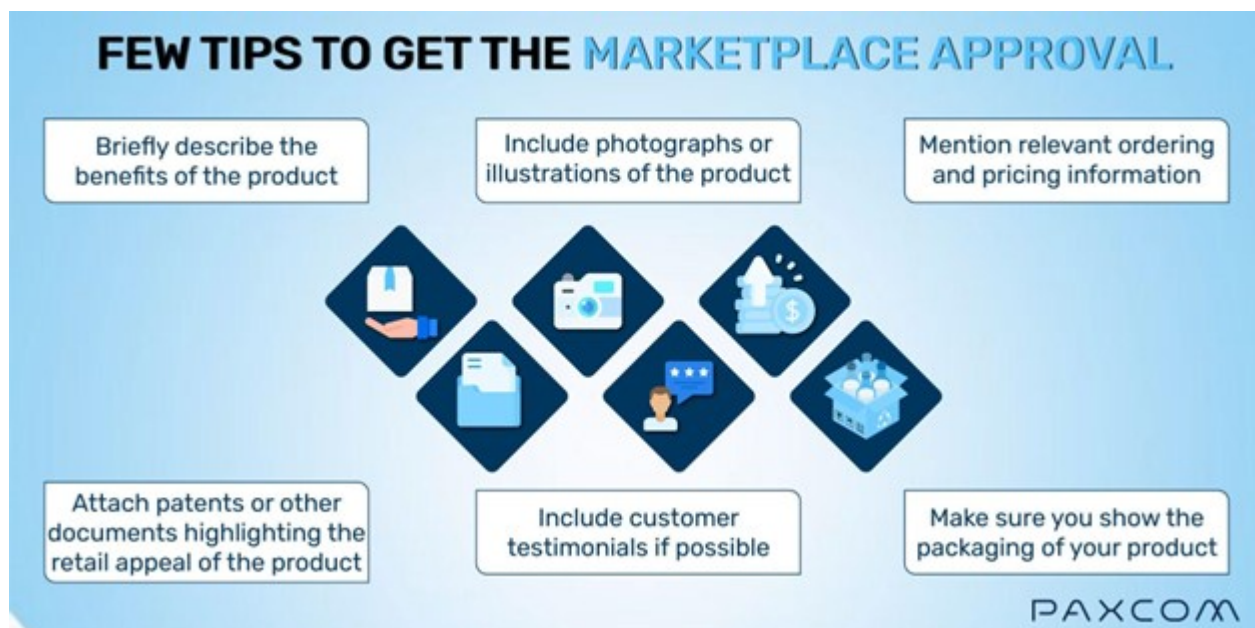 FEW TIPS TO GET THE MARKETPLACE APPROVAL
Briefly describe the
benefits of the product
Include photographs or
illustrations of the product
Mention relevant ordering
and pricing information
$
Attach patents or other
documents highlighting the
retail appeal of the product
Include customer
testimonials if possible
Make sure you show the
packaging of your product
PAXCOM